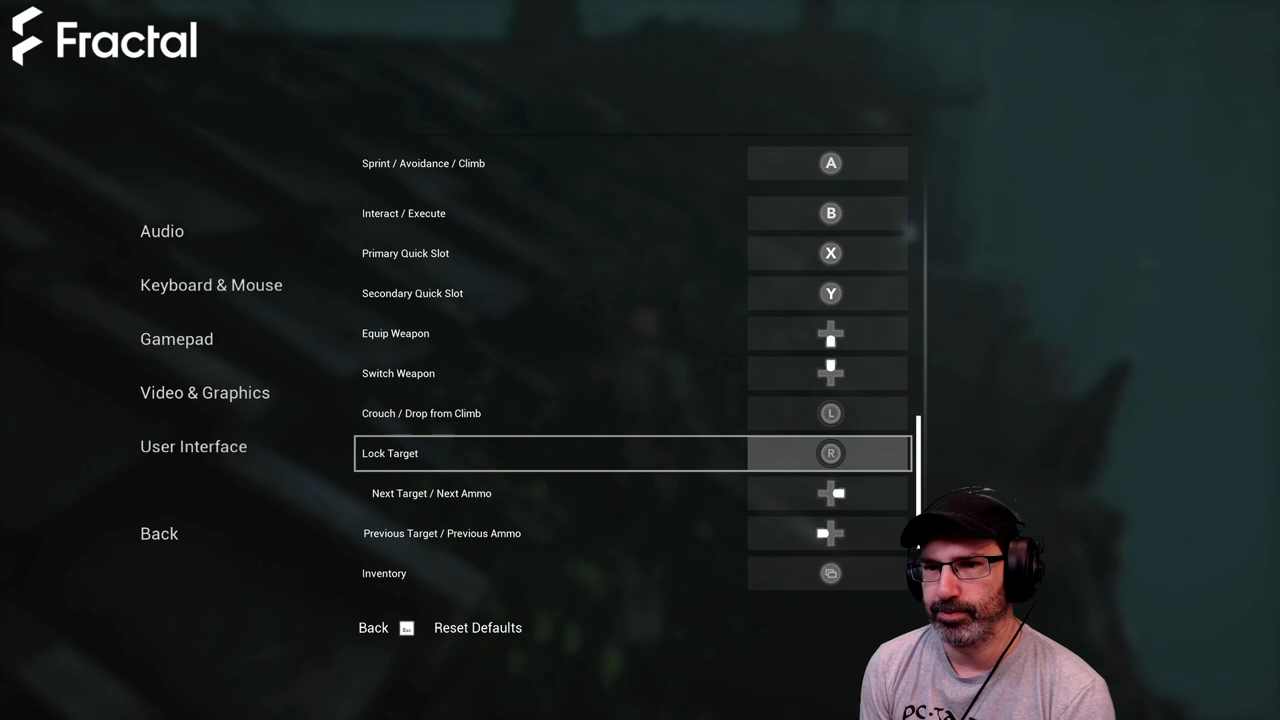 Fractal
Sprint / Avoidance / Climb
A
Interact / Execute
B
Primary Quick Slot
X
Secondary Quick Slot
Y
Equip Weapon
Switch Weapon
Crouch / Drop from Climb
L
Lock Target
R
Next Target / Next Ammo
Previous Target / Previous Ammo
Inventory
Audio
Keyboard & Mouse
Gamepad
Video & Graphics
User Interface
Back
Back Esc Reset Defaults